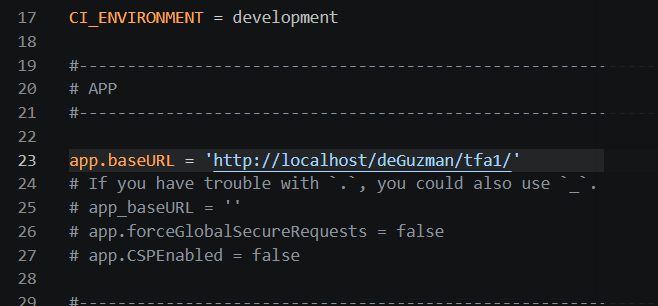 17 CI_ENVIRONMENT = development
18
19 #--------------------------------------------------------------------
20 # APP
21 #--------------------------------------------------------------------
22
23 app.baseURL = 'http://localhost/deGuzman/tfa1/'
24 # If you have trouble with `.`, you could also use `_`.
25 # app_baseURL = ''
26 # app.forceGlobalSecureRequests = false
27 # app.CSPEnabled = false
28
29 #--------------------------------------------------------------------